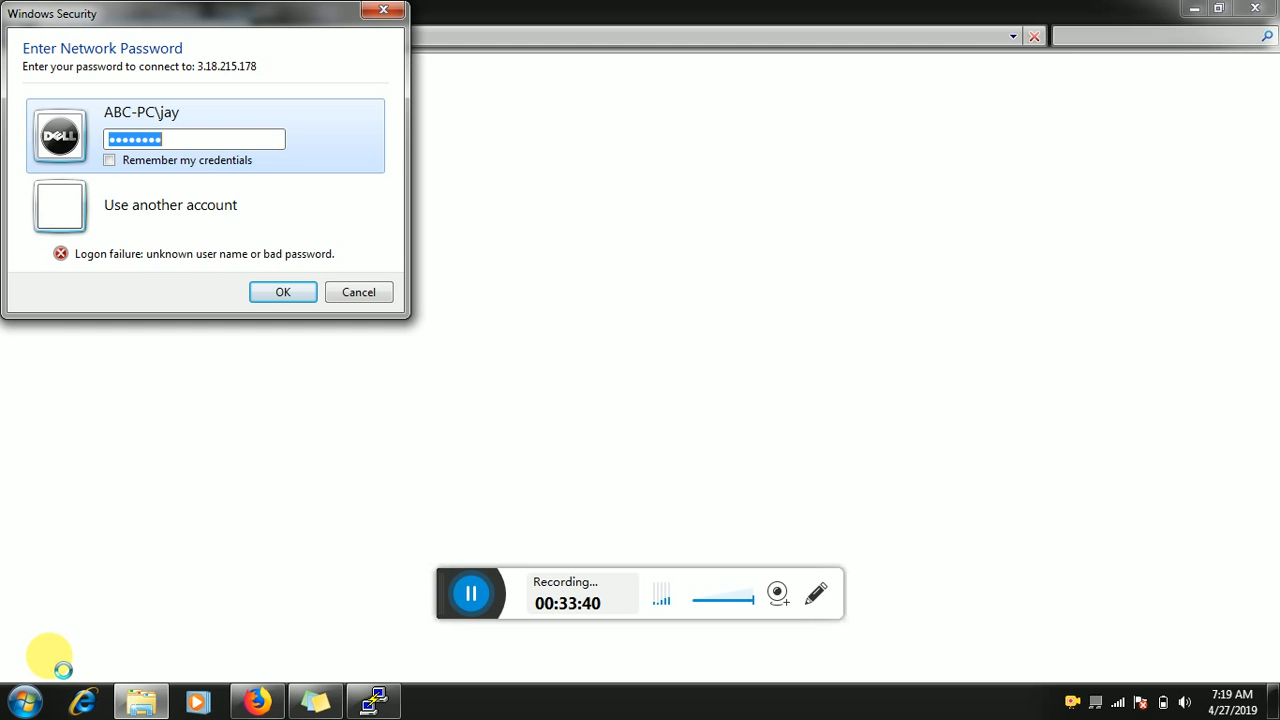 Windows Security
Enter Network Password
Enter your password to connect to: 3.18.215.178
ABC-PC\jay
DELL
••••••••
Remember my credentials
Use another account
Logon failure: unknown user name or bad password.
OK
Cancel
Recording...
00:33:40
7:19 AM
4/27/2019